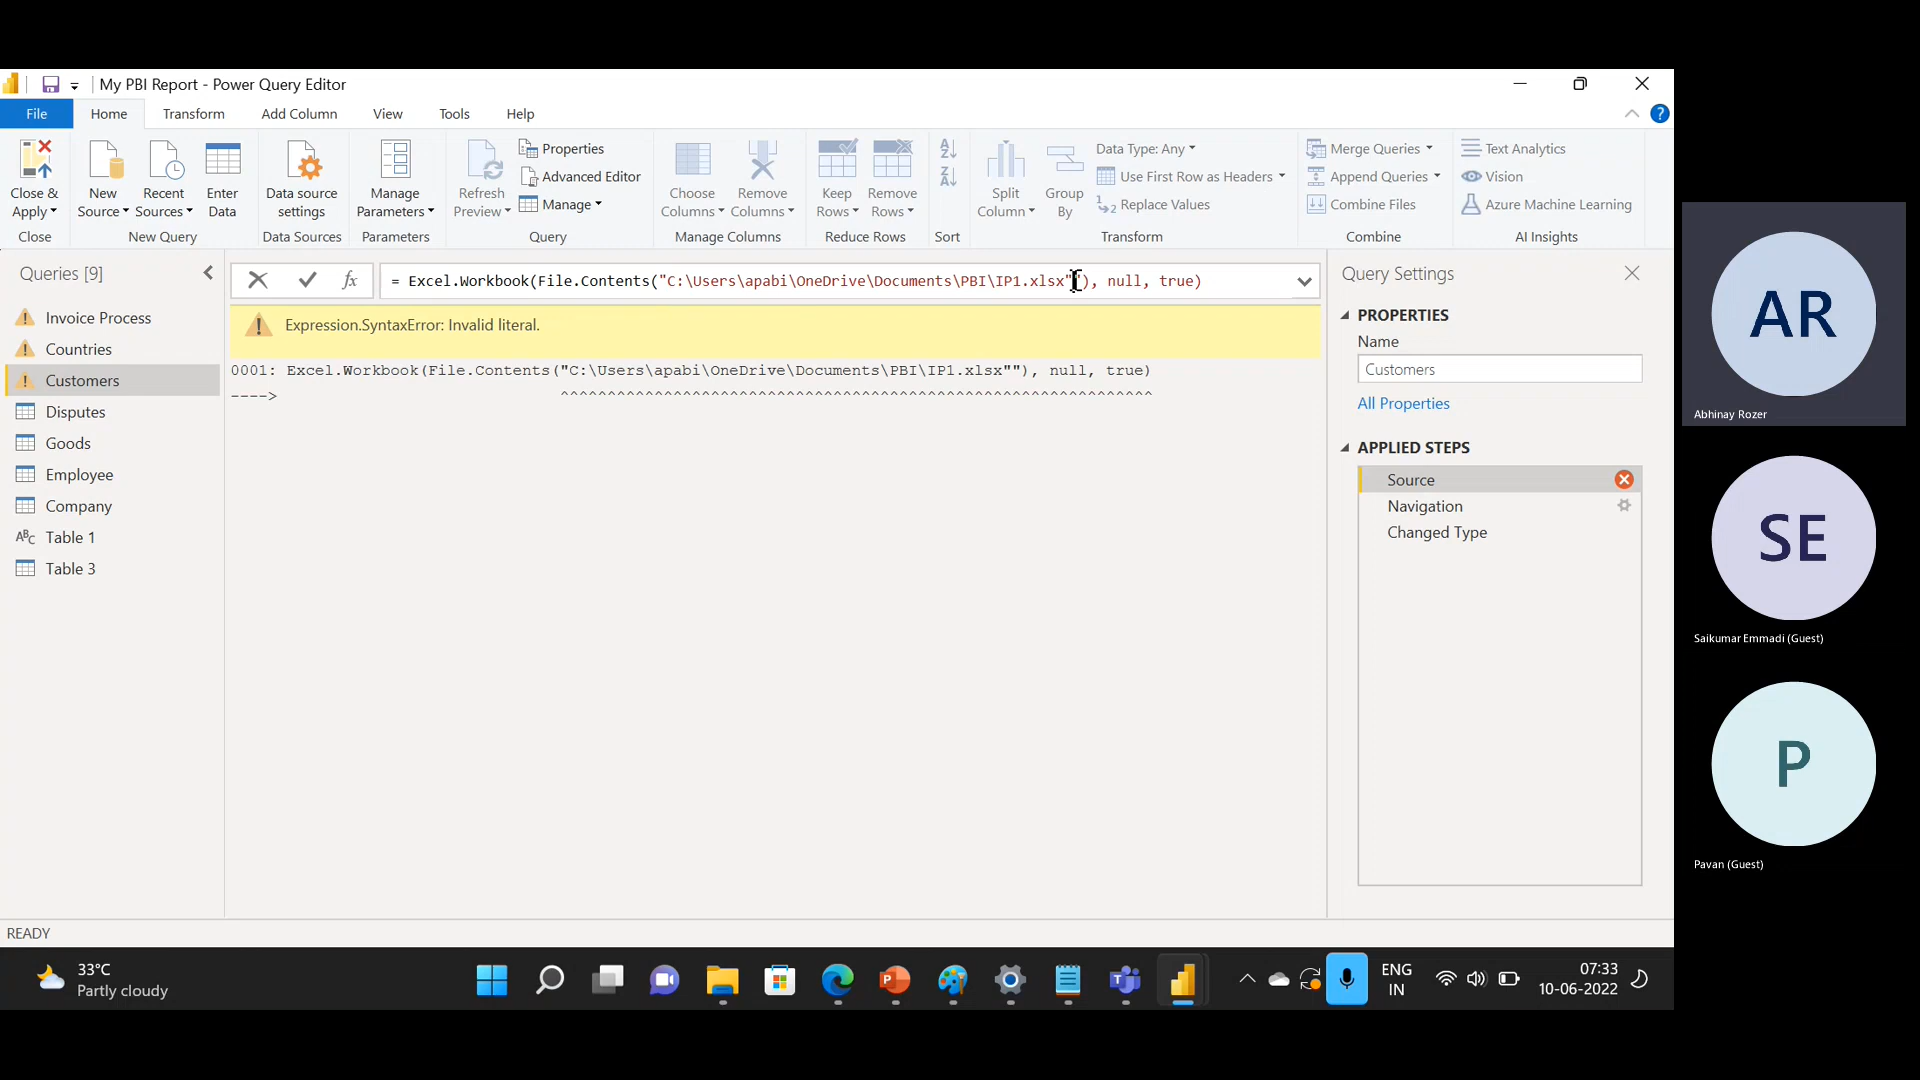 My PBI Report - Power Query Editor
File Home Transform Add Column View Tools Help
Close & Apply
New Source
Recent Sources
Enter Data
Data source settings
Manage Parameters
Refresh Preview
Properties
Advanced Editor
Manage
Choose Columns
Remove Columns
Keep Rows
Remove Rows
Split Column
Group By
Data Type: Any
Use First Row as Headers
Replace Values
Merge Queries
Append Queries
Combine Files
Text Analytics
Vision
Azure Machine Learning
Close New Query Data Sources Parameters Query Manage Columns Reduce Rows Sort Transform Combine AI Insights
Queries [9]
Invoice Process
Countries
Customers
Disputes
Goods
Employee
Company
ABC Table 1
Table 3
fx = Excel.Workbook(File.Contents("C:\Users\apabi\OneDrive\Documents\PBI\IP1.xlsx""), null, true)
Expression.SyntaxError: Invalid literal.
0001: Excel.Workbook(File.Contents("C:\Users\apabi\OneDrive\Documents\PBI\IP1.xlsx""), null, true)
----> ^^^^^^^^^^^^^^^^^^^^^^^^^^^^^^^^^^^^^^^^^^^^^^^^^^^^^^^^^^^^^^^
Query Settings
PROPERTIES
Name
Customers
All Properties
APPLIED STEPS
Source
Navigation
Changed Type
READY
33°C
Partly cloudy
ENG
IN
07:33
10-06-2022
AR
Abhinay Rozer
SE
Saikumar Emmadi (Guest)
P
Pavan (Guest)